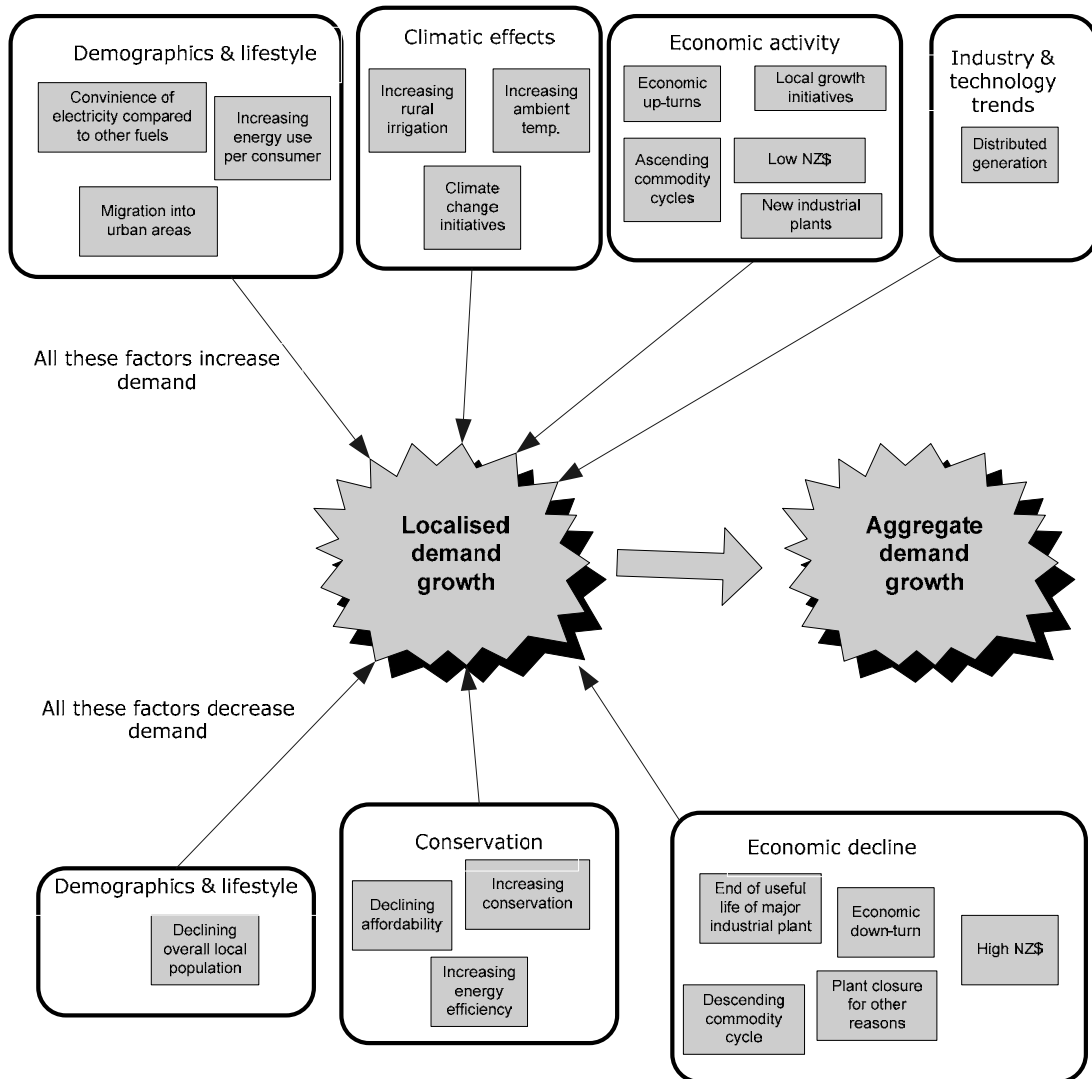 Demographics & lifestyle
Convinience of
electricity compared
to other fuels
Increasing
energy use
per consumer
Migration into
urban areas
Climatic effects
Increasing
rural
irrigation
Increasing
ambient
temp.
Climate
change
initiatives
Economic activity
Economic
up-turns
Local growth
initiatives
Ascending
commodity
cycles
Low NZ$
New industrial
plants
Industry &
technology
trends
Distributed
generation
All these factors increase
demand
Localised
demand
growth
Aggregate
demand
growth
All these factors decrease
demand
Demographics & lifestyle
Declining
overall local
population
Conservation
Declining
affordability
Increasing
conservation
Increasing
energy
efficiency
Economic decline
End of useful
life of major
industrial plant
Economic
down-turn
High NZ$
Descending
commodity
cycle
Plant closure
for other
reasons